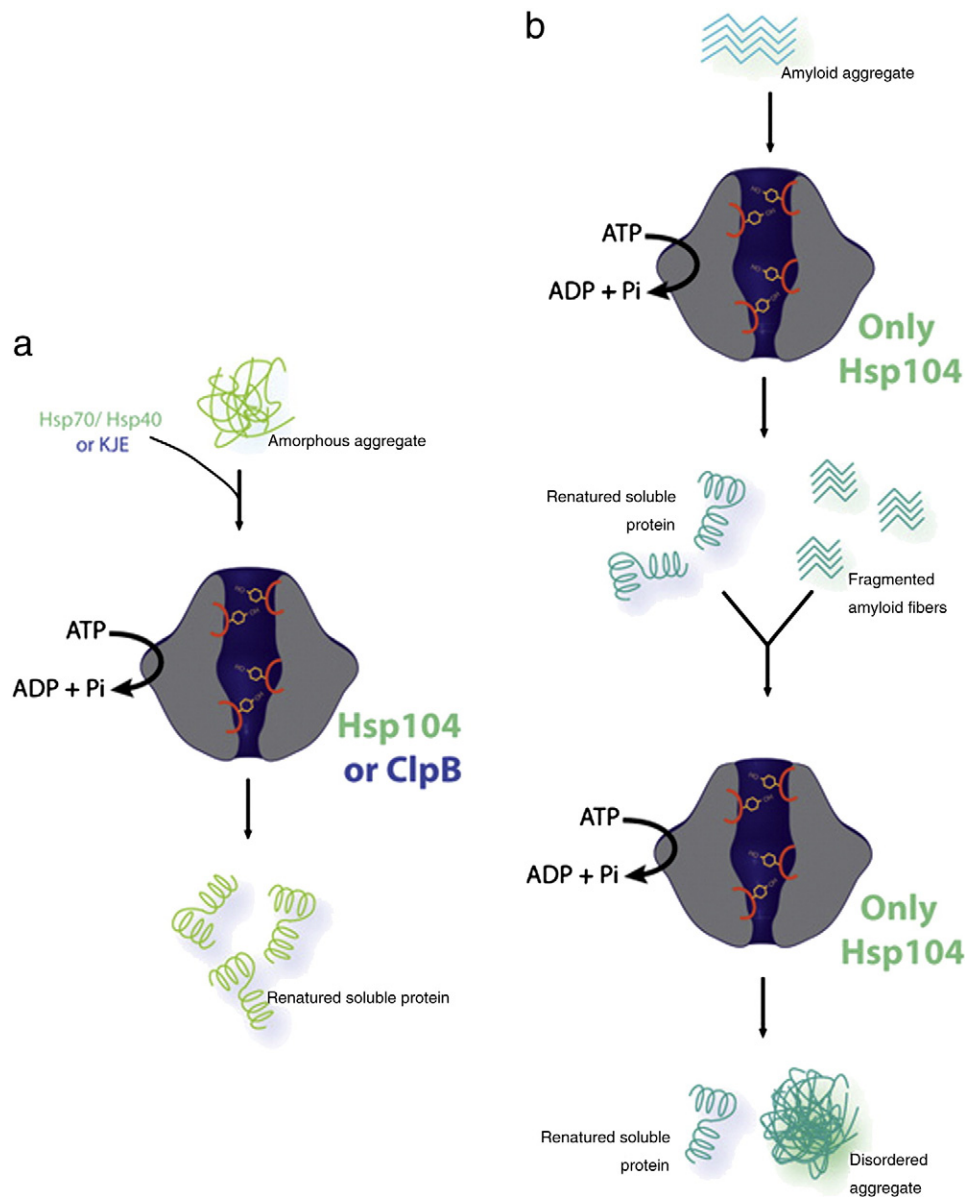 a
Hsp70/ Hsp40
or KJE
Amorphous aggregate
ATP
ADP + Pi
Hsp104
or ClpB
Renatured soluble protein
b
Amyloid aggregate
ATP
ADP + Pi
Only
Hsp104
Renatured soluble
protein
Fragmented
amyloid fibers
ATP
ADP + Pi
Only
Hsp104
Renatured soluble
protein
Disordered
aggregate